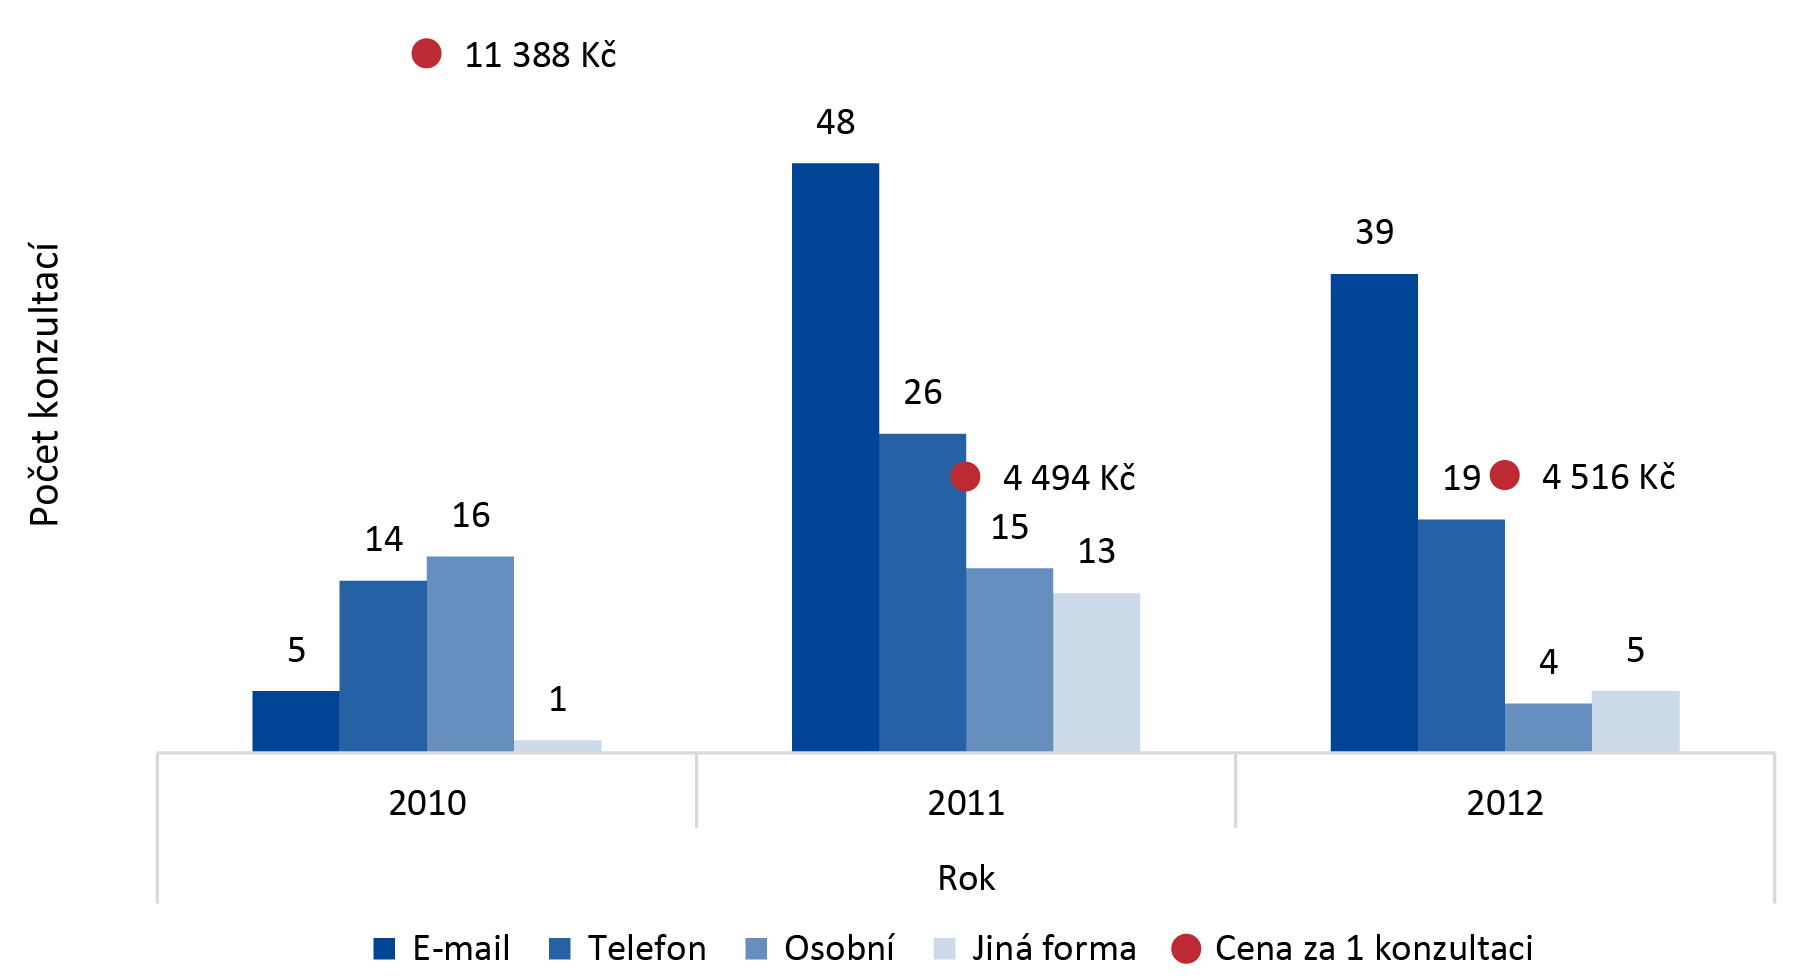 11 388 Kč
48
39
26
19
4 494 Kč
4 516 Kč
16
14
15
13
5
1
4
5
Počet konzultací
2010
2011
2012
Rok
E-mail
Telefon
Osobní
Jiná forma
Cena za 1 konzultaci